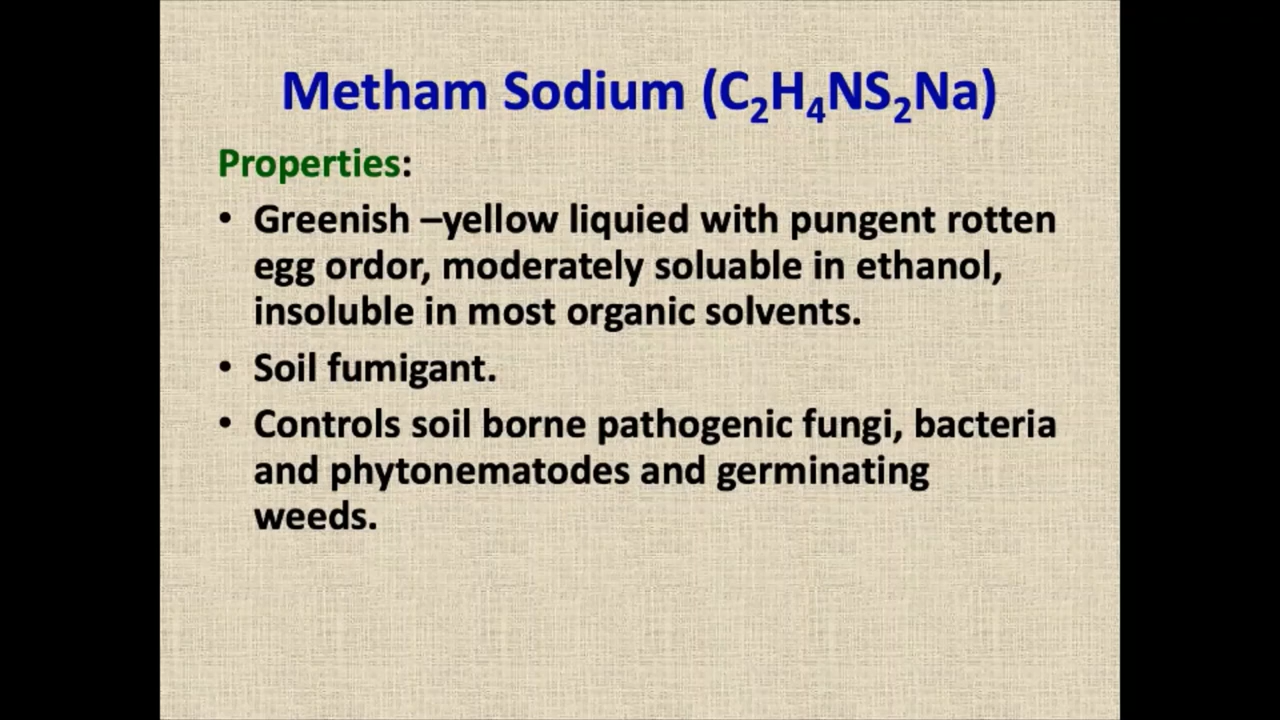 Metham Sodium (C₂H₄NS₂Na)
Properties:
• Greenish –yellow liquied with pungent rotten
egg ordor, moderately soluable in ethanol,
insoluble in most organic solvents.
• Soil fumigant.
• Controls soil borne pathogenic fungi, bacteria
and phytonematodes and germinating
weeds.